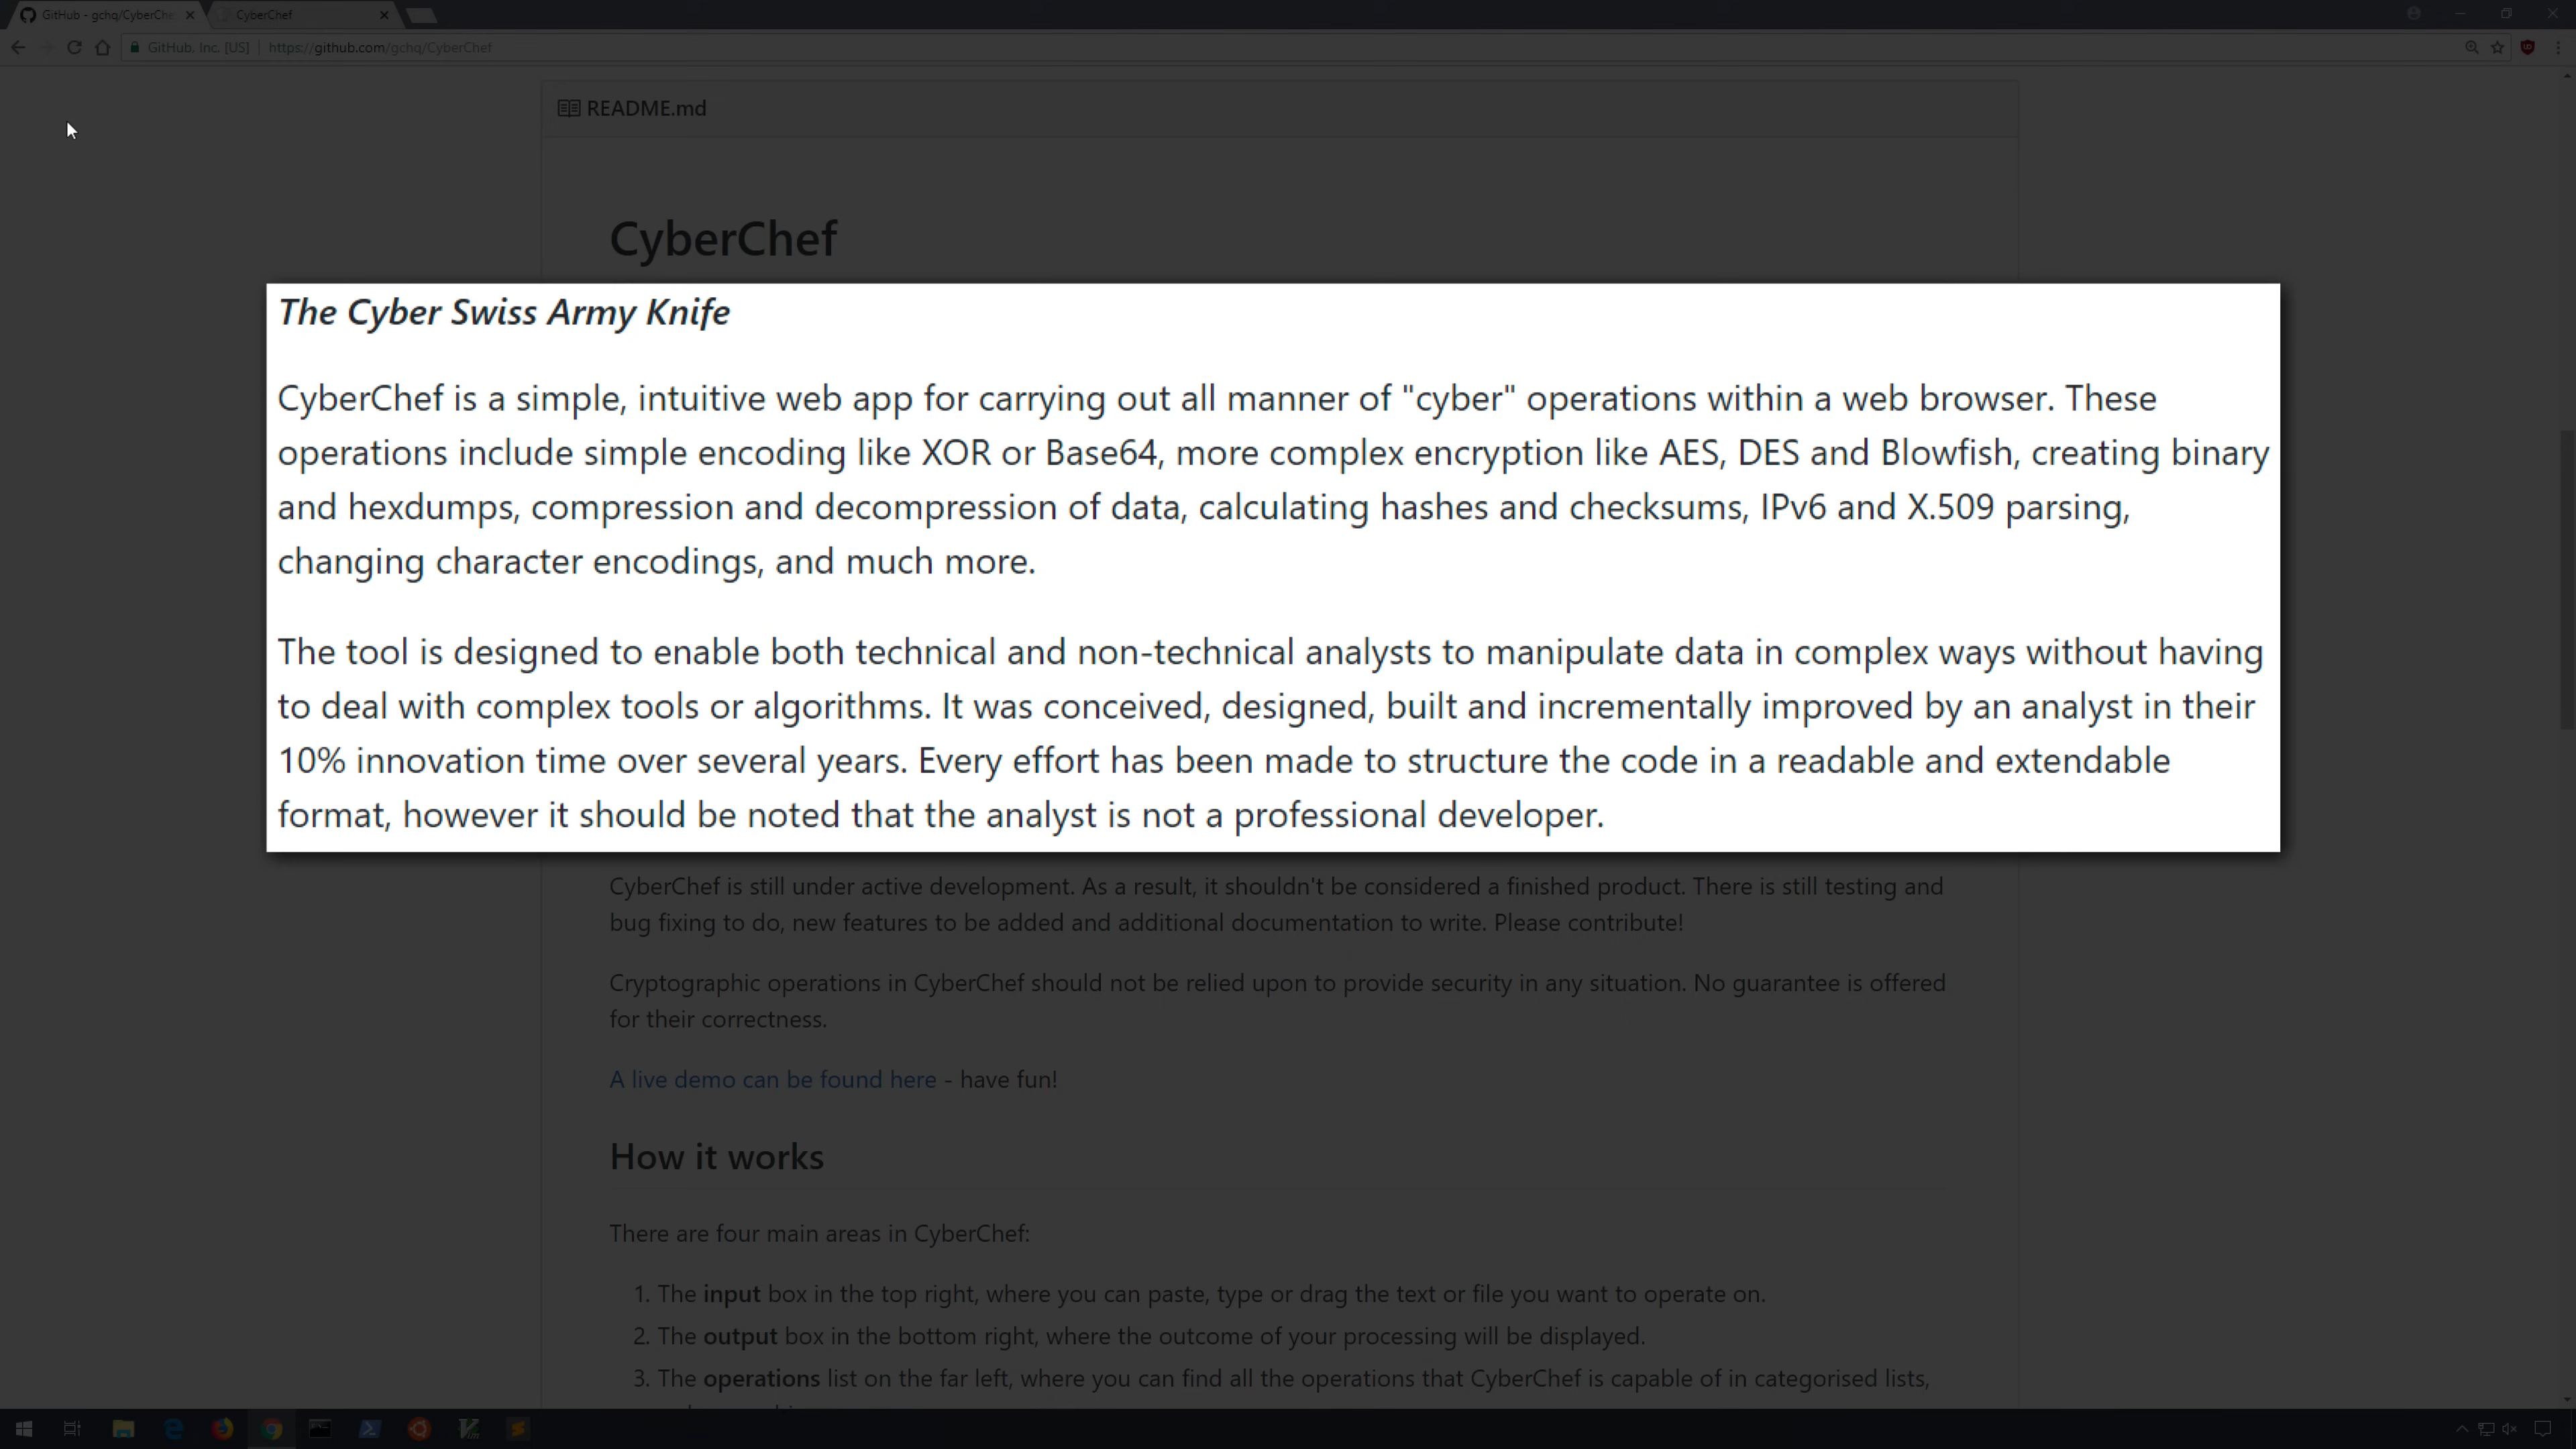 GitHub - gchq/CyberChe
CyberChef
GitHub, Inc. [US] | https://github.com/gchq/CyberChef
README.md
CyberChef
The Cyber Swiss Army Knife
CyberChef is a simple, intuitive web app for carrying out all manner of "cyber" operations within a web browser. These
operations include simple encoding like XOR or Base64, more complex encryption like AES, DES and Blowfish, creating binary
and hexdumps, compression and decompression of data, calculating hashes and checksums, IPv6 and X.509 parsing,
changing character encodings, and much more.
The tool is designed to enable both technical and non-technical analysts to manipulate data in complex ways without having
to deal with complex tools or algorithms. It was conceived, designed, built and incrementally improved by an analyst in their
10% innovation time over several years. Every effort has been made to structure the code in a readable and extendable
format, however it should be noted that the analyst is not a professional developer.
CyberChef is still under active development. As a result, it shouldn't be considered a finished product. There is still testing and
bug fixing to do, new features to be added and additional documentation to write. Please contribute!
Cryptographic operations in CyberChef should not be relied upon to provide security in any situation. No guarantee is offered
for their correctness.
A live demo can be found here - have fun!
How it works
There are four main areas in CyberChef:
1. The input box in the top right, where you can paste, type or drag the text or file you want to operate on.
2. The output box in the bottom right, where the outcome of your processing will be displayed.
3. The operations list on the far left, where you can find all the operations that CyberChef is capable of in categorised lists,